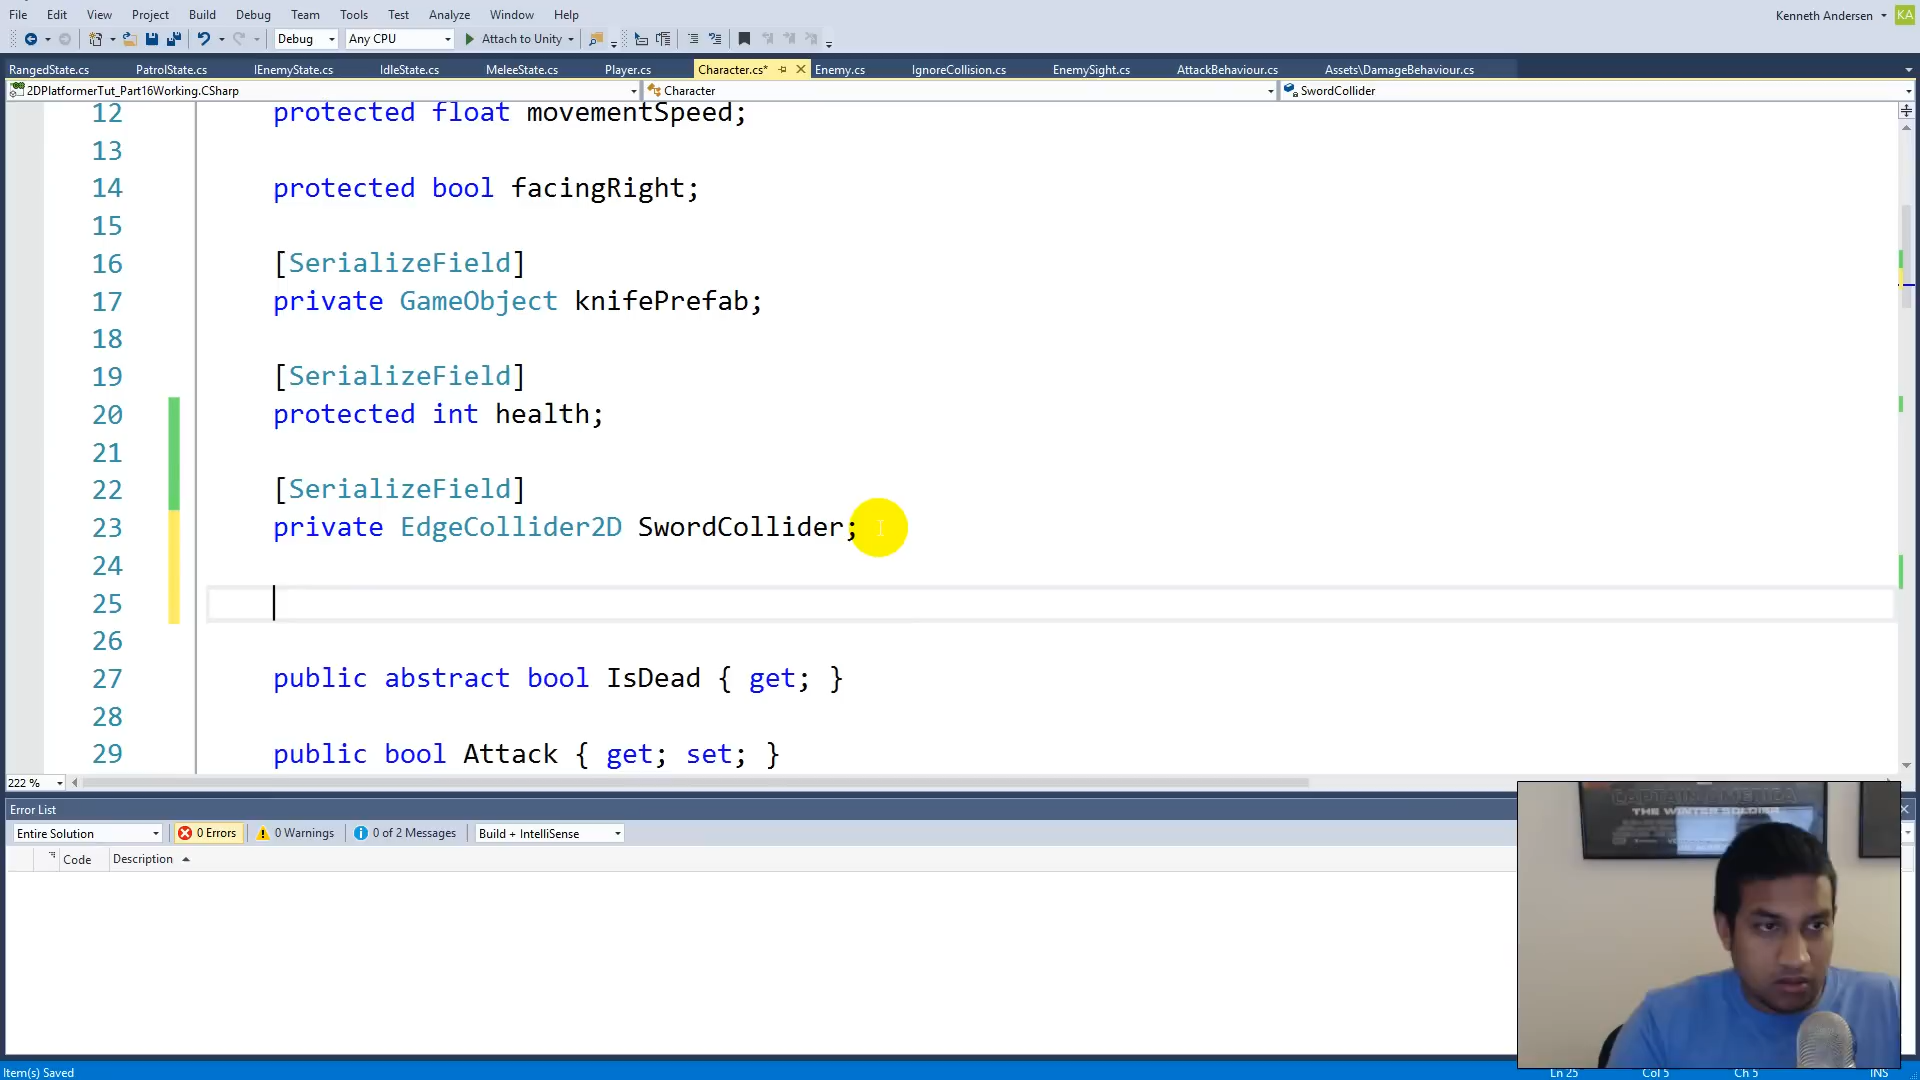 File Edit View Project Build Debug Team Tools Test Analyze Window Help
Kenneth Andersen KA
Debug Any CPU Attach to Unity
RangedState.cs PatrolState.cs IEnemyState.cs IdleState.cs MeleeState.cs Player.cs Character.cs* Enemy.cs IgnoreCollision.cs EnemySight.cs AttackBehaviour.cs Assets\DamageBehaviour.cs
2DPlatformerTut_Part16Working.CSharp Character SwordCollider
12 protected float movementSpeed;
13
14 protected bool facingRight;
15
16 [SerializeField]
17 private GameObject knifePrefab;
18
19 [SerializeField]
20 protected int health;
21
22 [SerializeField]
23 private EdgeCollider2D SwordCollider;
24
25
26
27 public abstract bool IsDead { get; }
28
29 public bool Attack { get; set; }
222 %
Error List
Entire Solution 0 Errors 0 Warnings 0 of 2 Messages Build + IntelliSense
Code Description
CAPTAIN AMERICA
THE WINTER SOLDIER
Item(s) Saved Ln 25 Col 5 Ch 5 INS